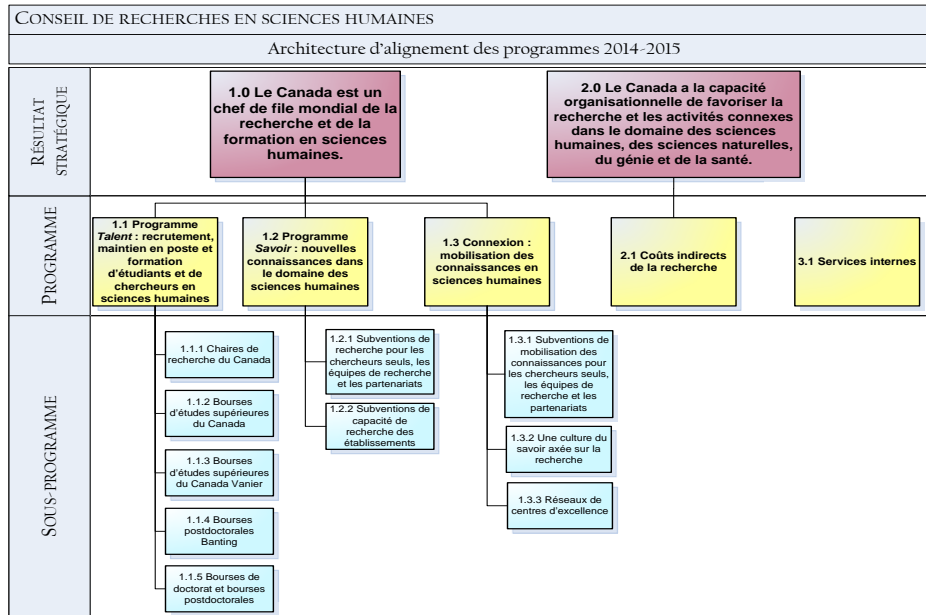 CONSEIL DE RECHERCHES EN SCIENCES HUMAINES
Architecture d'alignement des programmes 2014-2015
RÉSULTAT
STRATÉGIQUE
1.0 Le Canada est un
chef de file mondial de la
recherche et de la
formation en sciences
humaines.
2.0 Le Canada a la capacité
organisationnelle de favoriser la
recherche et les activités connexes
dans le domaine des sciences
humaines, des sciences naturelles,
du génie et de la santé.
PROGRAMME
1.1 Programme
Talent : recrutement,
maintien en poste et
formation
d'étudiants et de
chercheurs en
sciences humaines
1.2 Programme
Savoir : nouvelles
connaissances dans
le domaine des
sciences humaines
1.3 Connexion :
mobilisation des
connaissances en
sciences humaines
2.1 Coûts indirects
de la recherche
3.1 Services internes
SOUS-PROGRAMME
1.1.1 Chaires de
recherche du Canada
1.1.2 Bourses
d'études supérieures
du Canada
1.1.3 Bourses
d'études supérieures
du Canada Vanier
1.1.4 Bourses
postdoctorales
Banting
1.1.5 Bourses de
doctorat et bourses
postdoctorales
1.2.1 Subventions de
recherche pour les
chercheurs seuls, les
équipes de recherche
et les partenariats
1.2.2 Subventions de
capacité de
recherche des
établissements
1.3.1 Subventions de
mobilisation des
connaissances pour
les chercheurs seuls,
les équipes de
recherche et les
partenariats
1.3.2 Une culture du
savoir axée sur la
recherche
1.3.3 Réseaux de
centres d'excellence